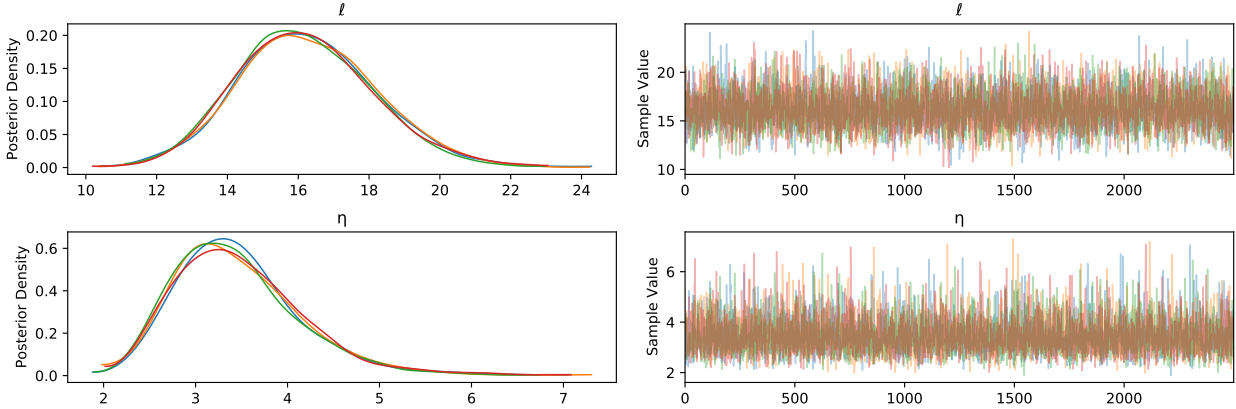 ℓ
Posterior Density
0.20
0.15
0.10
0.05
0.00
10 12 14 16 18 20 22 24
ℓ
Sample Value
20
15
10
0 500 1000 1500 2000
η
Posterior Density
0.6
0.4
0.2
0.0
2 3 4 5 6 7
η
Sample Value
6
4
2
0 500 1000 1500 2000